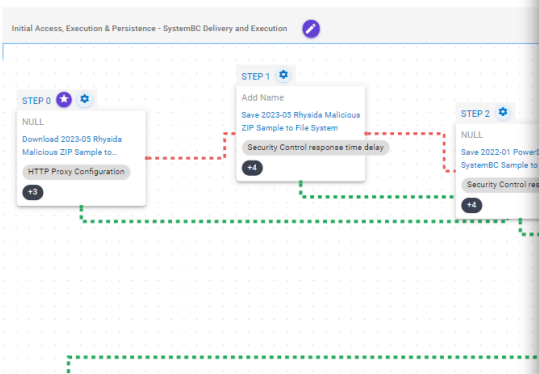 Initial Access, Execution & Persistence - SystemBC Delivery and Execution
STEP 0
NULL
Download 2023-05 Rhysida
Malicious ZIP Sample to...
HTTP Proxy Configuration
+3
STEP 1
Add Name
Save 2023-05 Rhysida Malicious
ZIP Sample to File System
Security Control response time delay
+4
STEP 2
NULL
Save 2022-01 PowerS
SystemBC Sample to
Security Control res
+4